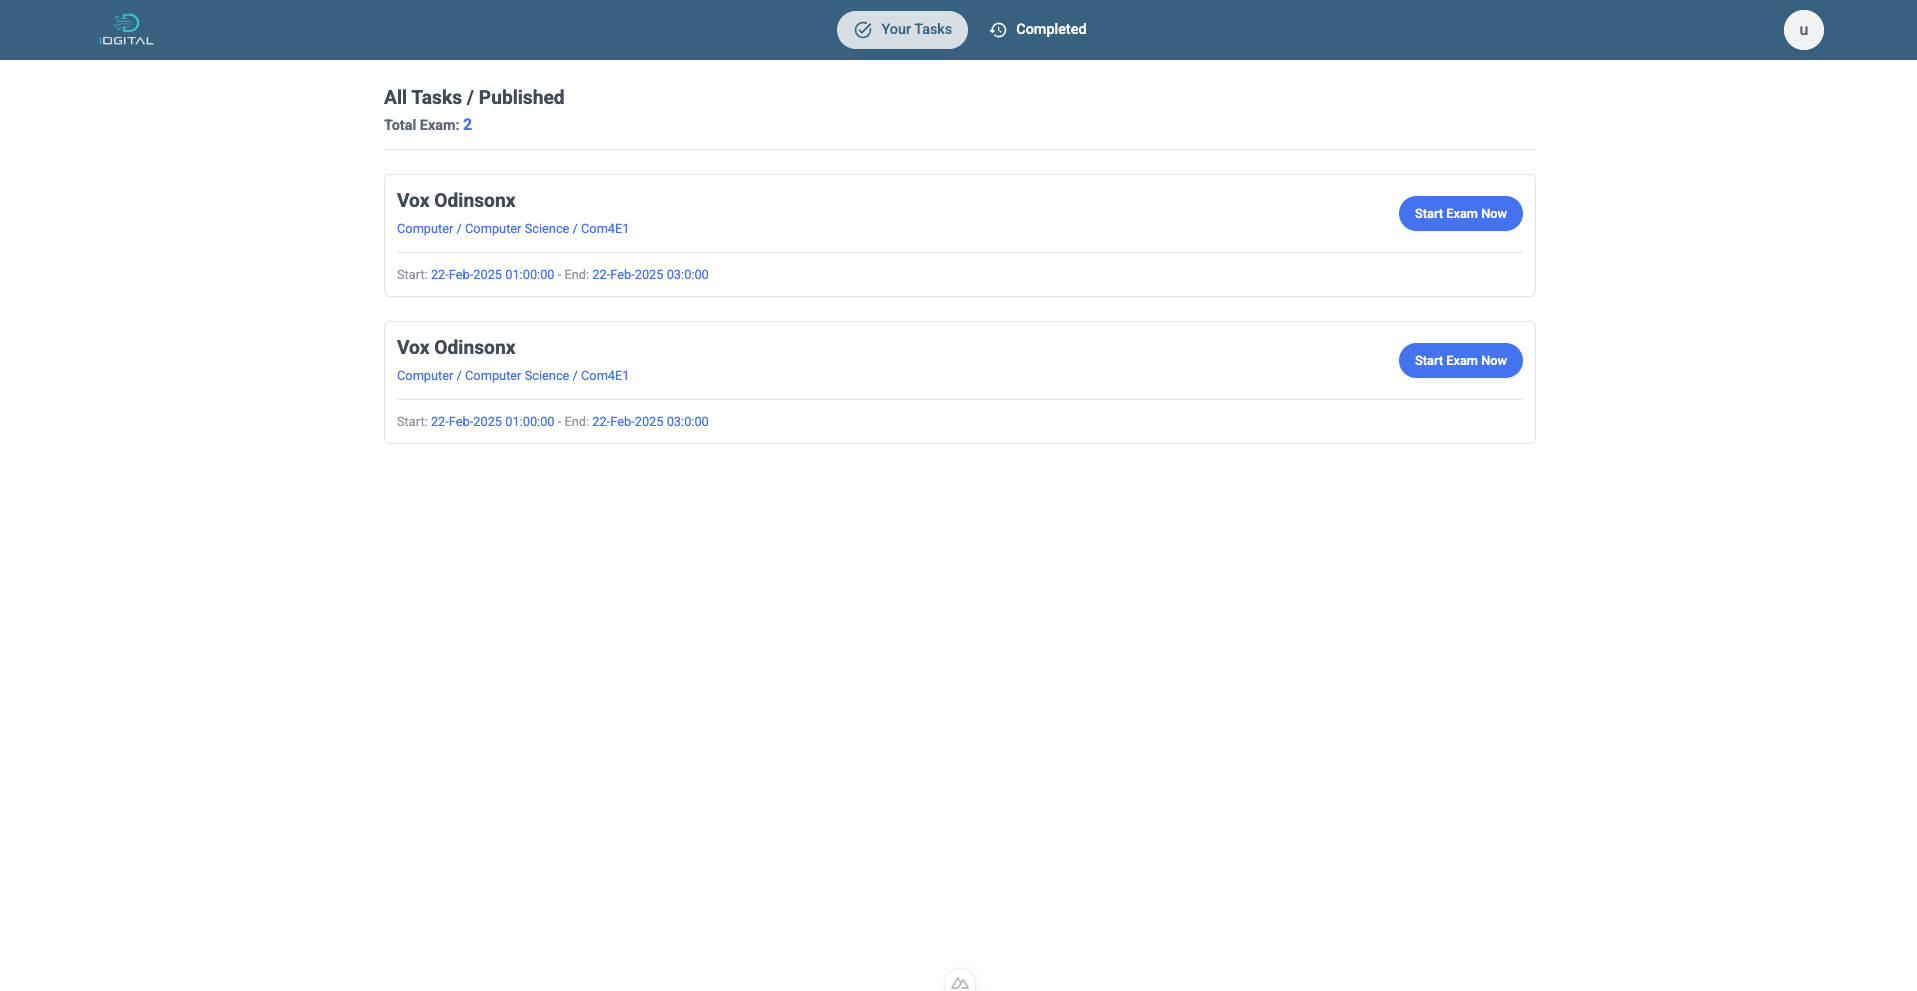 DGITAL
Your Tasks
Completed
u
All Tasks / Published
Total Exam: 2
Vox Odinsonx
Start Exam Now
Computer / Computer Science / Com4E1
Start: 22-Feb-2025 01:00:00 - End: 22-Feb-2025 03:0:00
Vox Odinsonx
Start Exam Now
Computer / Computer Science / Com4E1
Start: 22-Feb-2025 01:00:00 - End: 22-Feb-2025 03:0:00